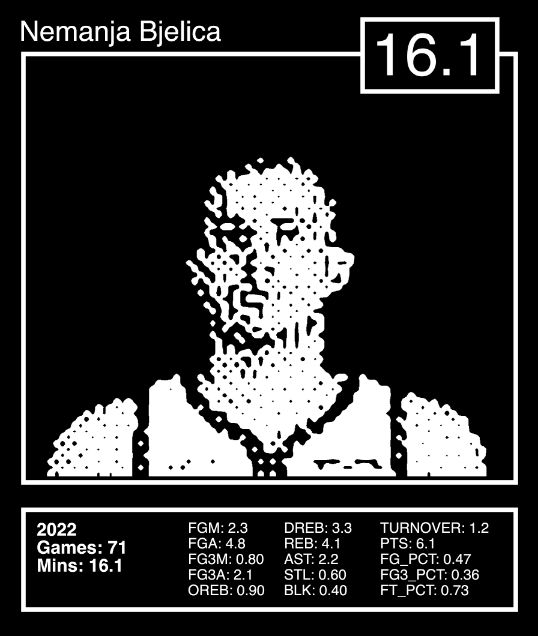 Nemanja Bjelica
16.1
2022
Games: 71
Mins: 16.1
FGM: 2.3
FGA: 4.8
FG3M: 0.80
FG3A: 2.1
OREB: 0.90
DREB: 3.3
REB: 4.1
AST: 2.2
STL: 0.60
BLK: 0.40
TURNOVER: 1.2
PTS: 6.1
FG_PCT: 0.47
FG3_PCT: 0.36
FT_PCT: 0.73